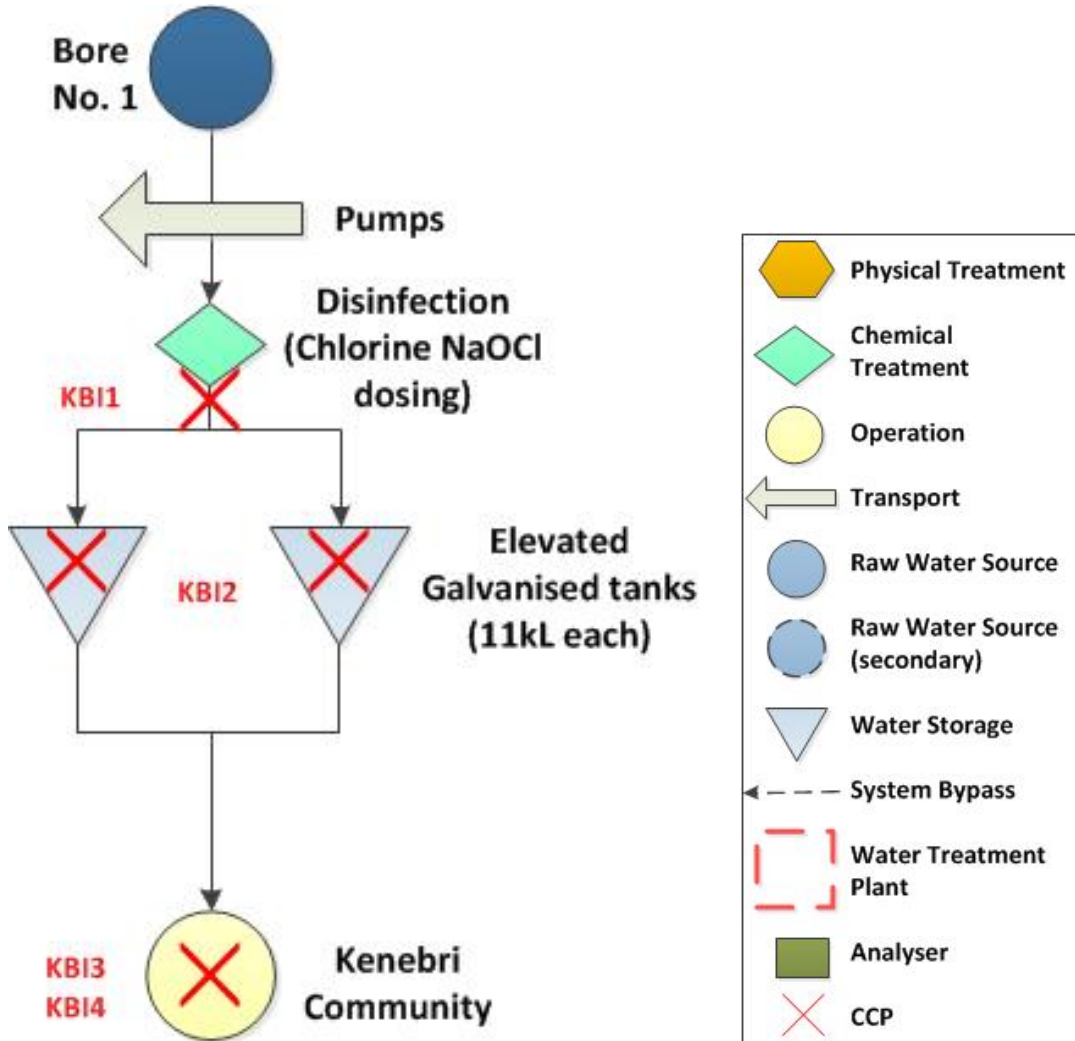 Bore
No. 1
Pumps
Disinfection
(Chlorine NaOCl
dosing)
KBI1
KBI2
Elevated
Galvanised tanks
(11kL each)
KBI3
KBI4
Kenebri
Community
Physical Treatment
Chemical
Treatment
Operation
Transport
Raw Water Source
Raw Water Source
(secondary)
Water Storage
System Bypass
Water Treatment
Plant
Analyser
CCP